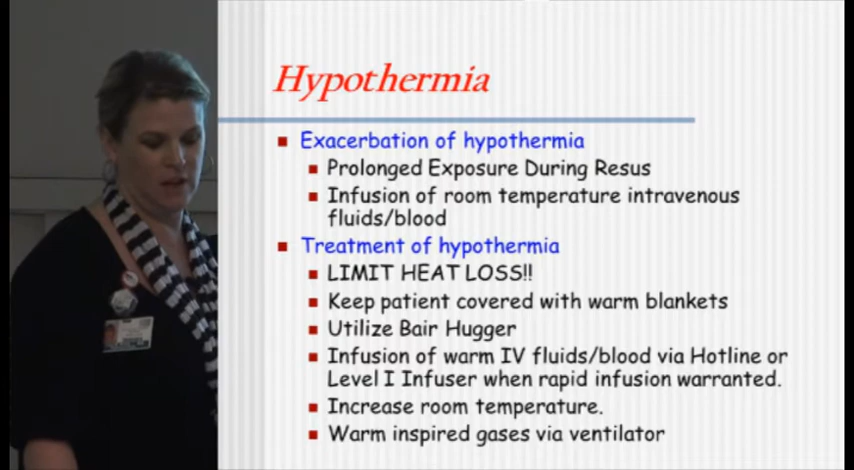 Hypothermia
Exacerbation of hypothermia
Prolonged Exposure During Resus
Infusion of room temperature intravenous
fluids/blood
Treatment of hypothermia
LIMIT HEAT LOSS!!
Keep patient covered with warm blankets
Utilize Bair Hugger
Infusion of warm IV fluids/blood via Hotline or
Level I Infuser when rapid infusion warranted.
Increase room temperature.
Warm inspired gases via ventilator